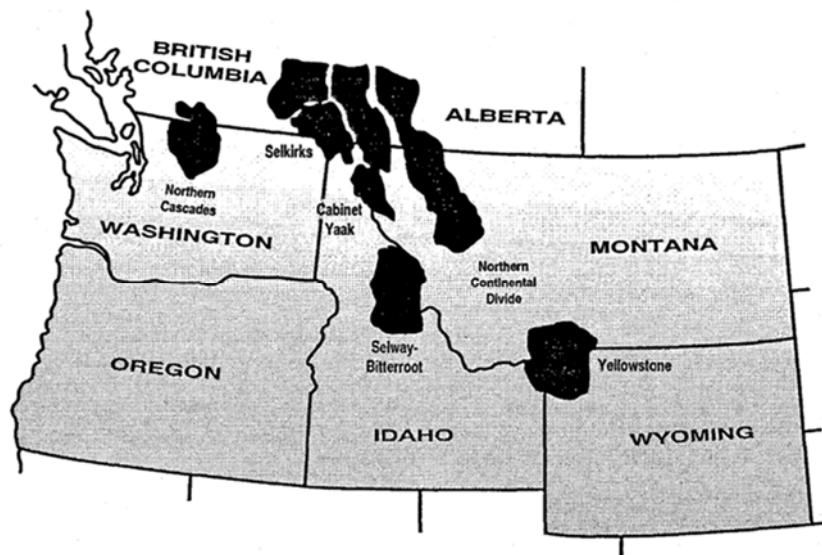 BRITISH
COLUMBIA
ALBERTA
Selkirks
Northern
Cascades
Cabinet
Yaak
WASHINGTON
MONTANA
Northern
Continental
Divide
Selway-
Bitterroot
Yellowstone
OREGON
IDAHO
WYOMING